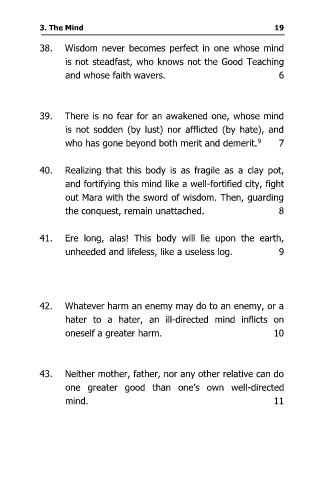 3. The Mind 19
38. Wisdom never becomes perfect in one whose mind
is not steadfast, who knows not the Good Teaching
and whose faith wavers. 6
39. There is no fear for an awakened one, whose mind
is not sodden (by lust) nor afflicted (by hate), and
who has gone beyond both merit and demerit.⁹ 7
40. Realizing that this body is as fragile as a clay pot,
and fortifying this mind like a well-fortified city, fight
out Mara with the sword of wisdom. Then, guarding
the conquest, remain unattached. 8
41. Ere long, alas! This body will lie upon the earth,
unheeded and lifeless, like a useless log. 9
42. Whatever harm an enemy may do to an enemy, or a
hater to a hater, an ill-directed mind inflicts on
oneself a greater harm. 10
43. Neither mother, father, nor any other relative can do
one greater good than one's own well-directed
mind. 11